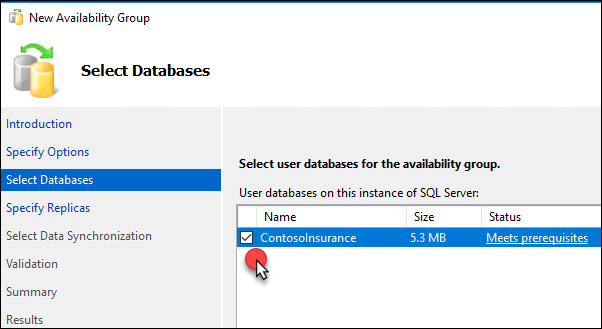 New Availability Group
Select Databases
Introduction
Specify Options
Select Databases
Specify Replicas
Select Data Synchronization
Validation
Summary
Results
Select user databases for the availability group.
User databases on this instance of SQL Server:
Name Size Status
ContosoInsurance 5.3 MB Meets prerequisites